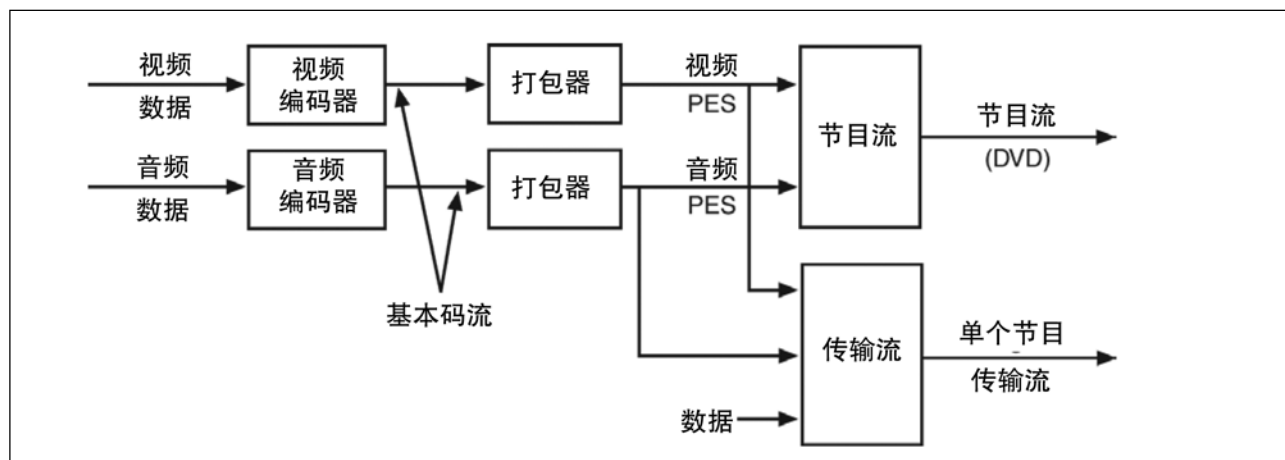 视频
数据
视频
编码器
打包器
视频
PES
节目流
节目流
(DVD)
音频
数据
音频
编码器
打包器
音频
PES
基本码流
传输流
单个节目
传输流
数据